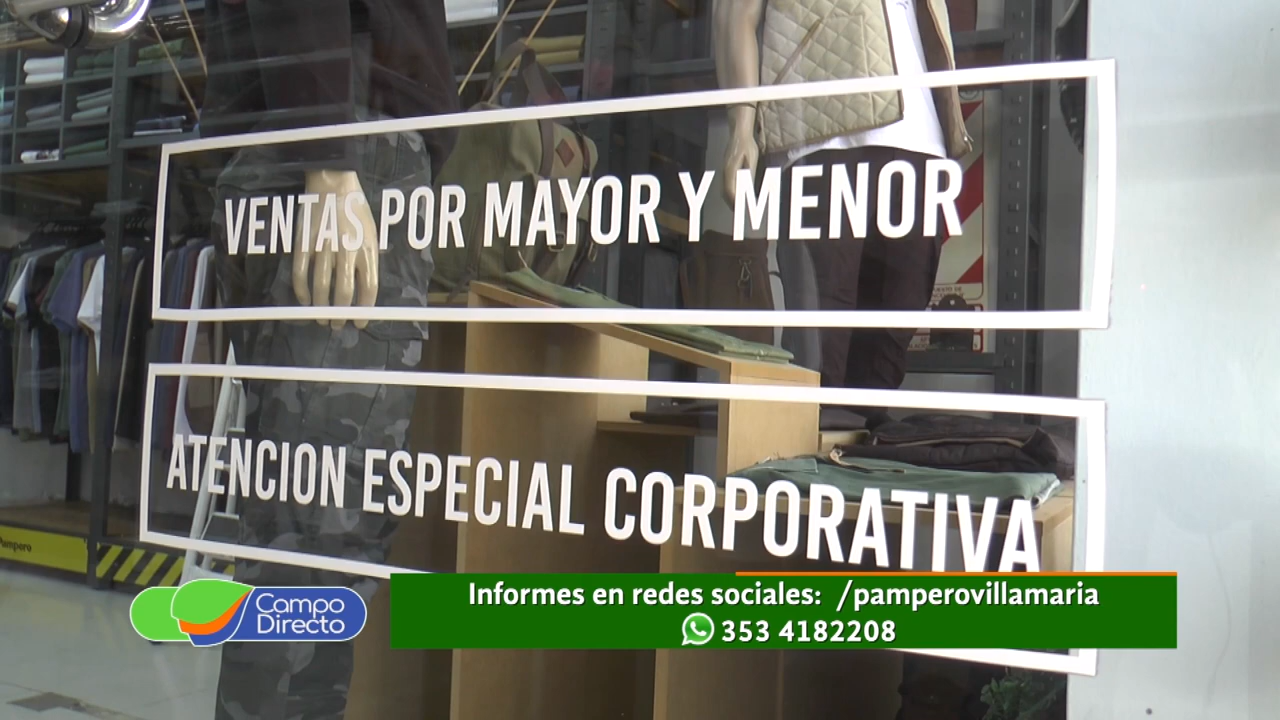 VENTAS POR MAYOR Y MENOR
ATENCION ESPECIAL CORPORATIVA
Pampero
Campo
Directo
Informes en redes sociales: /pamperovillamaria
353 4182208